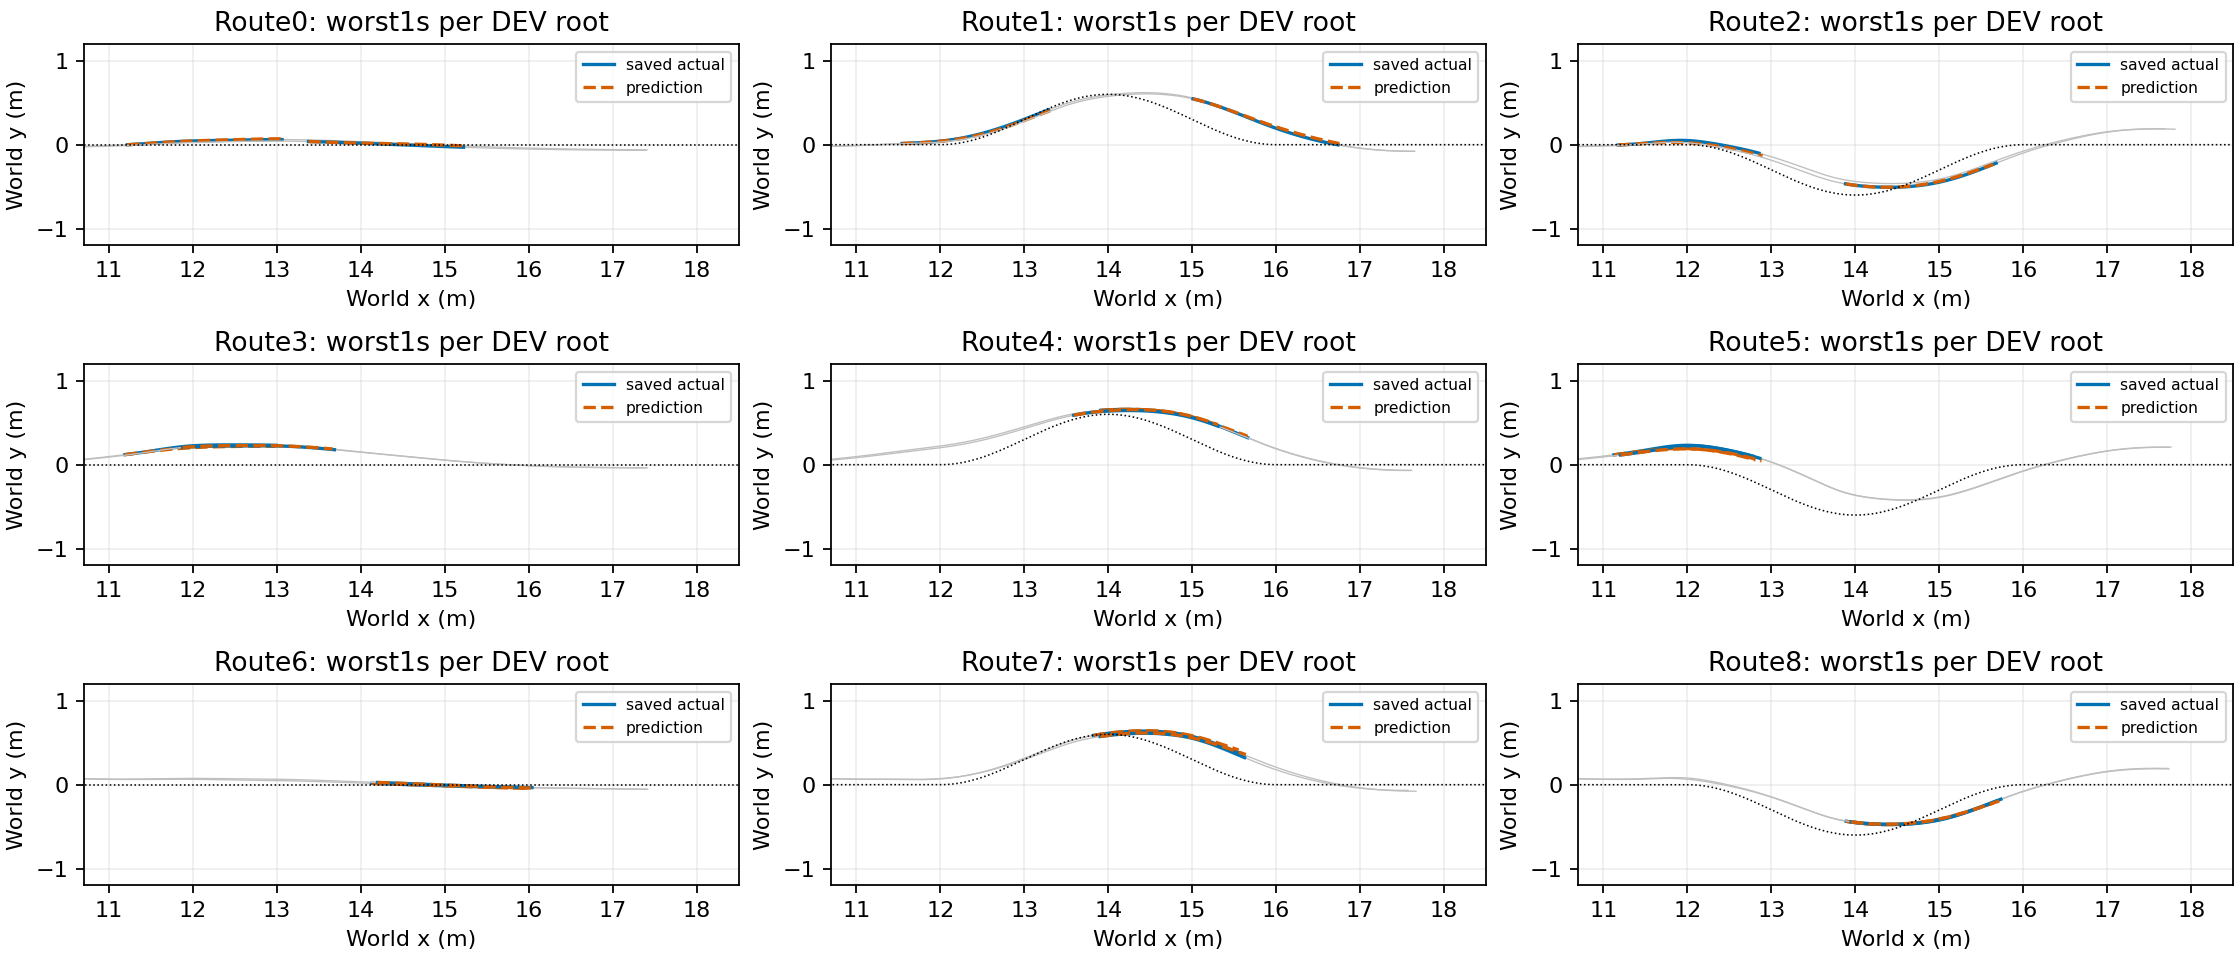 Route0: worst1s per DEV root
Route1: worst1s per DEV root
Route2: worst1s per DEV root
World y (m)
1
0
−1
saved actual
prediction
11 12 13 14 15 16 17 18
World x (m)
World y (m)
1
0
−1
saved actual
prediction
11 12 13 14 15 16 17 18
World x (m)
World y (m)
1
0
−1
saved actual
prediction
11 12 13 14 15 16 17 18
World x (m)
Route3: worst1s per DEV root
Route4: worst1s per DEV root
Route5: worst1s per DEV root
World y (m)
1
0
−1
saved actual
prediction
11 12 13 14 15 16 17 18
World x (m)
World y (m)
1
0
−1
saved actual
prediction
11 12 13 14 15 16 17 18
World x (m)
World y (m)
1
0
−1
saved actual
prediction
11 12 13 14 15 16 17 18
World x (m)
Route6: worst1s per DEV root
Route7: worst1s per DEV root
Route8: worst1s per DEV root
World y (m)
1
0
−1
saved actual
prediction
11 12 13 14 15 16 17 18
World x (m)
World y (m)
1
0
−1
saved actual
prediction
11 12 13 14 15 16 17 18
World x (m)
World y (m)
1
0
−1
saved actual
prediction
11 12 13 14 15 16 17 18
World x (m)